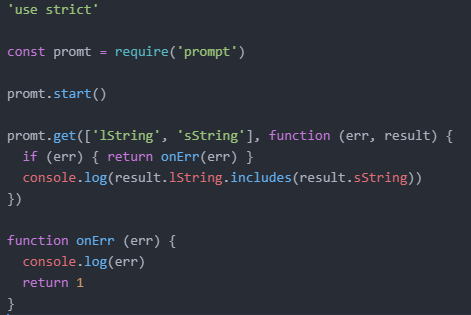 'use strict'
const promt = require('prompt')
promt.start()
promt.get(['lString', 'sString'], function (err, result) {
  if (err) { return onErr(err) }
  console.log(result.lString.includes(result.sString))
})
function onErr (err) {
  console.log(err)
  return 1
}